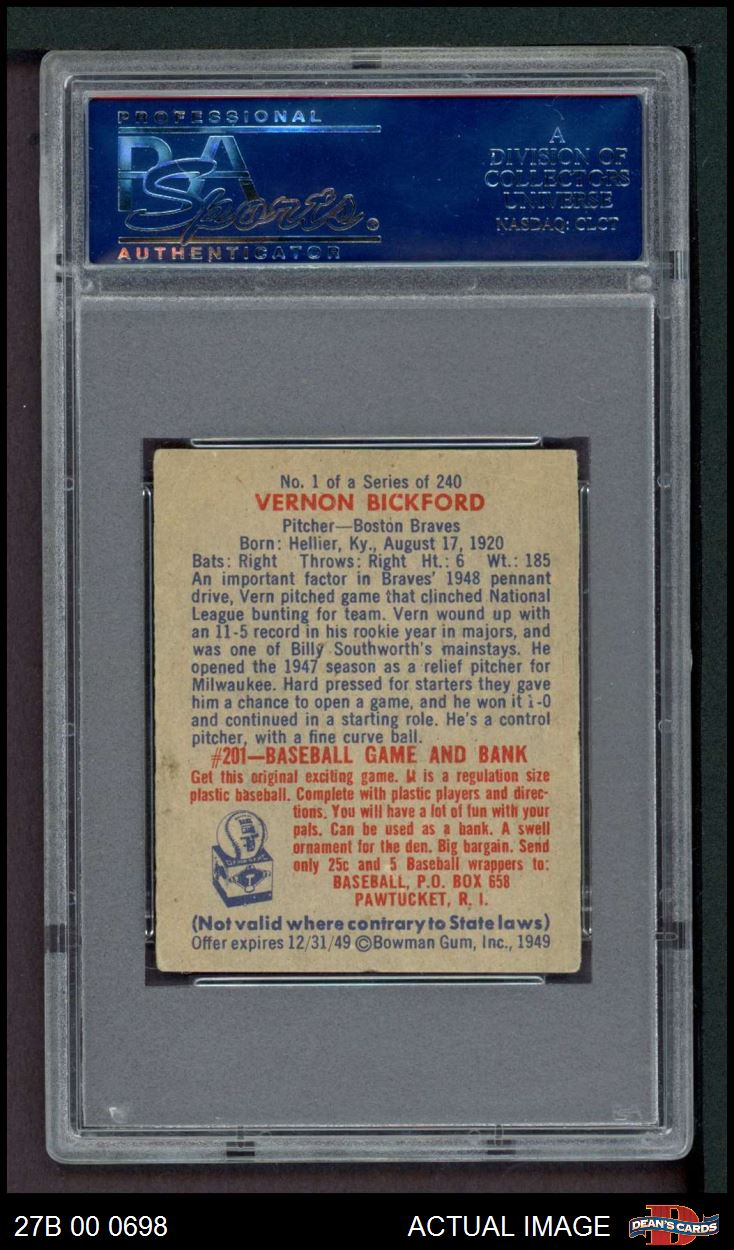 PROFESSIONAL
PSA
Sports
AUTHENTICATOR
A
DIVISION OF
COLLECTORS
UNIVERSE
NASDAQ: CLCT
No. 1 of a Series of 240
VERNON BICKFORD
Pitcher—Boston Braves
Born: Hellier, Ky., August 17, 1920
Bats: Right Throws: Right Ht.: 6 Wt.: 185
An important factor in Braves' 1948 pennant
drive, Vern pitched game that clinched National
League bunting for team. Vern wound up with
an 11-5 record in his rookie year in majors, and
was one of Billy Southworth's mainstays. He
opened the 1947 season as a relief pitcher for
Milwaukee. Hard pressed for starters they gave
him a chance to open a game, and he won it 1-0
and continued in a starting role. He's a control
pitcher, with a fine curve ball.
#201—BASEBALL GAME AND BANK
Get this original exciting game. It is a regulation size
plastic baseball. Complete with plastic players and direc-
tions. You will have a lot of fun with your
pals. Can be used as a bank. A swell
ornament for the den. Big bargain. Send
only 25c and 5 Baseball wrappers to:
BASEBALL, P.O. BOX 658
PAWTUCKET, R. I.
(Not valid where contrary to State laws)
Offer expires 12/31/49 ©Bowman Gum, Inc., 1949
27B 00 0698
ACTUAL IMAGE
DEAN'S CARDS